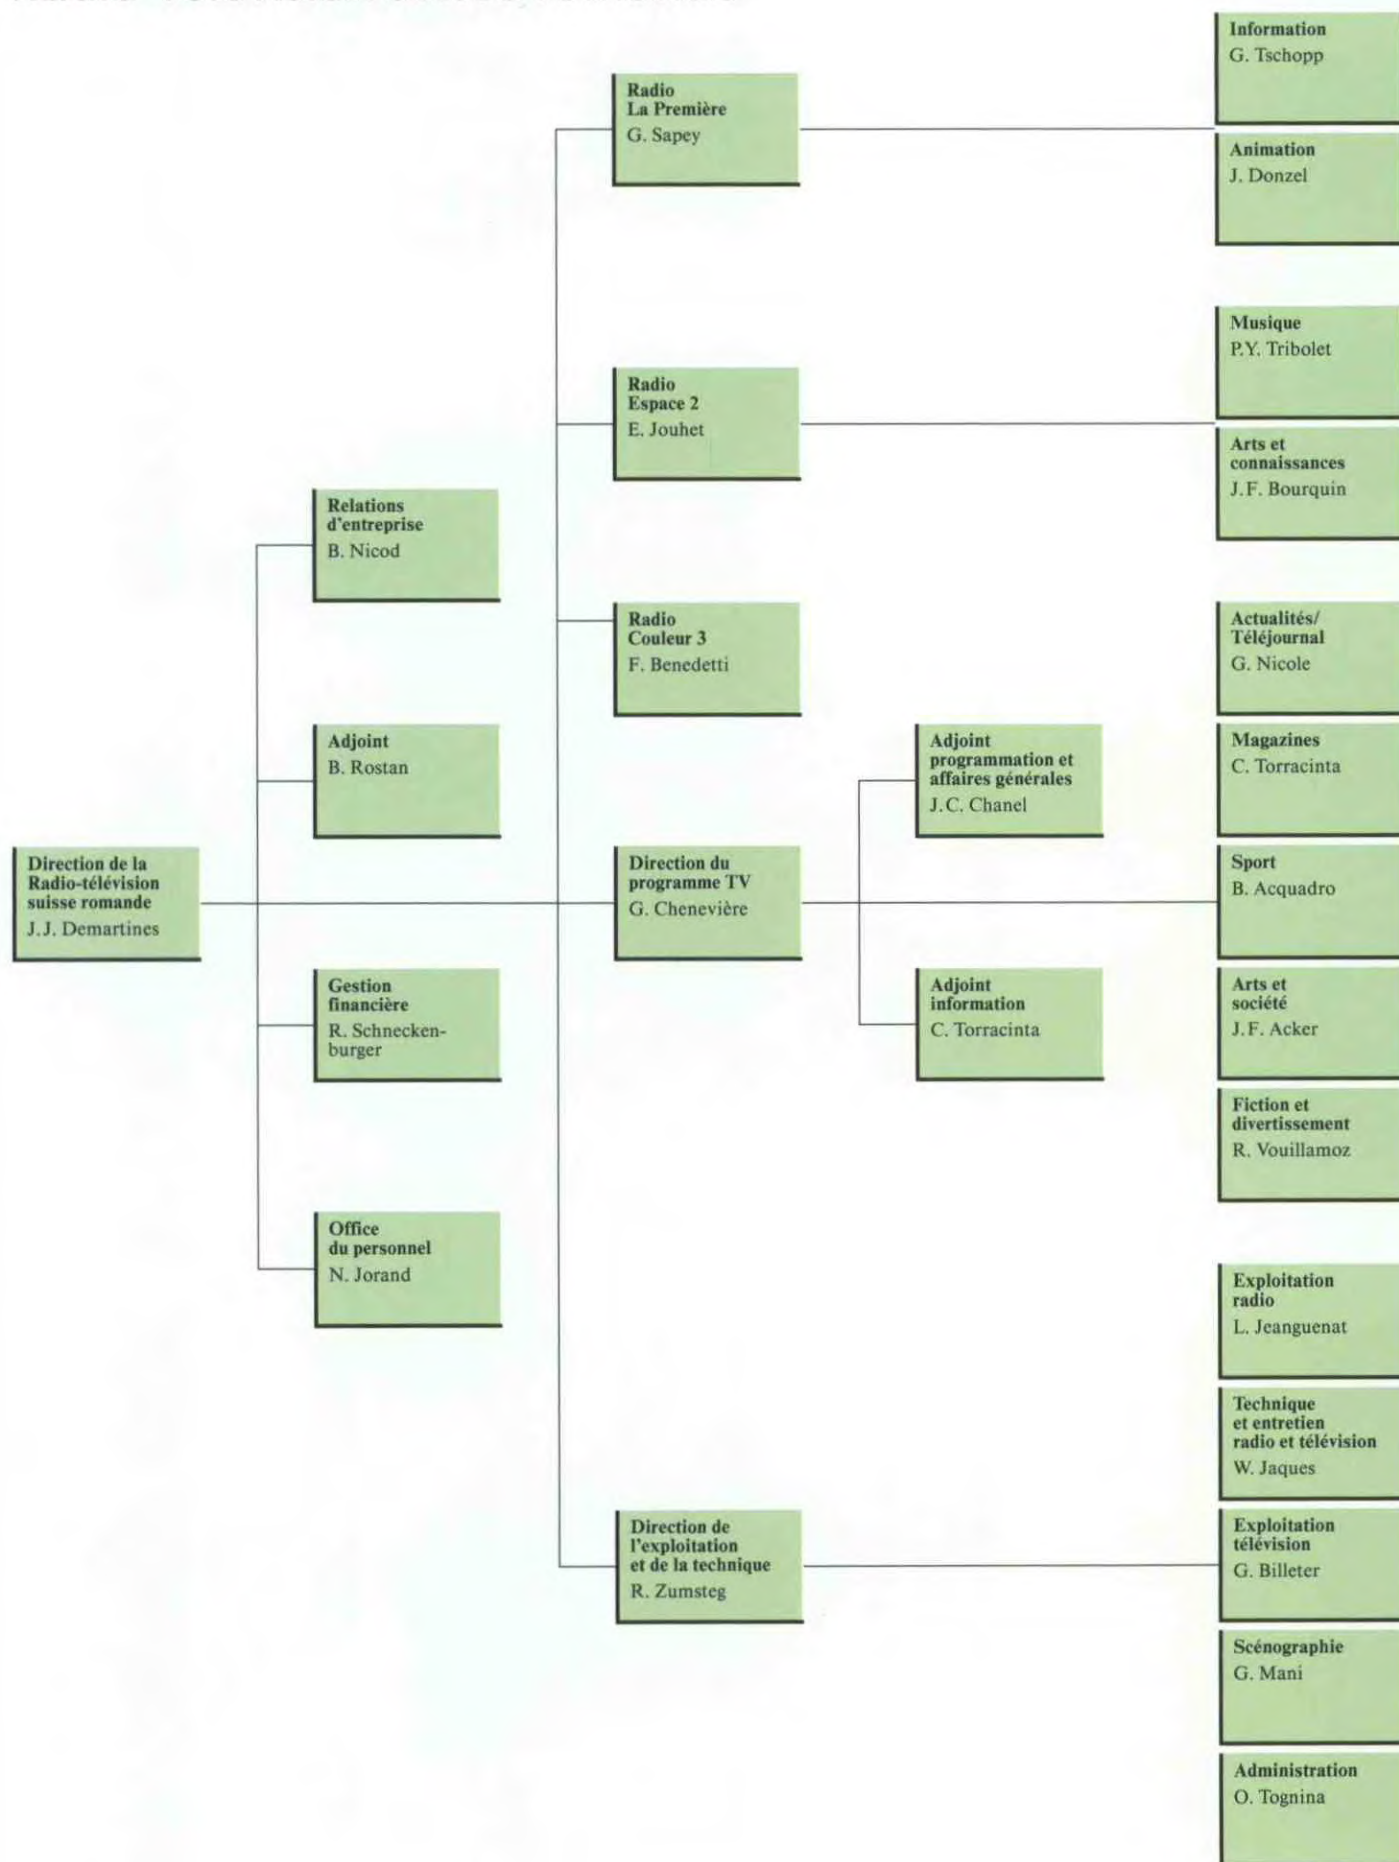 Direction de la
Radio-télévision
suisse romande
J.J. Demartines
Relations
d'entreprise
B. Nicod
Adjoint
B. Rostan
Gestion
financière
R. Schnecken-
burger
Office
du personnel
N. Jorand
Radio
La Première
G. Sapey
Radio
Espace 2
E. Jouhet
Radio
Couleur 3
F. Benedetti
Direction du
programme TV
G. Chenevière
Direction de
l'exploitation
et de la technique
R. Zumsteg
Adjoint
programmation et
affaires générales
J.C. Chanel
Adjoint
information
C. Torracinta
Information
G. Tschopp
Animation
J. Donzel
Musique
P.Y. Tribolet
Arts et
connaissances
J.F. Bourquin
Actualités/
Téléjournal
G. Nicole
Magazines
C. Torracinta
Sport
B. Acquadro
Arts et
société
J.F. Acker
Fiction et
divertissement
R. Vouillamoz
Exploitation
radio
L. Jeanguenat
Technique
et entretien
radio et télévision
W. Jaques
Exploitation
télévision
G. Billeter
Scénographie
G. Mani
Administration
O. Tognina